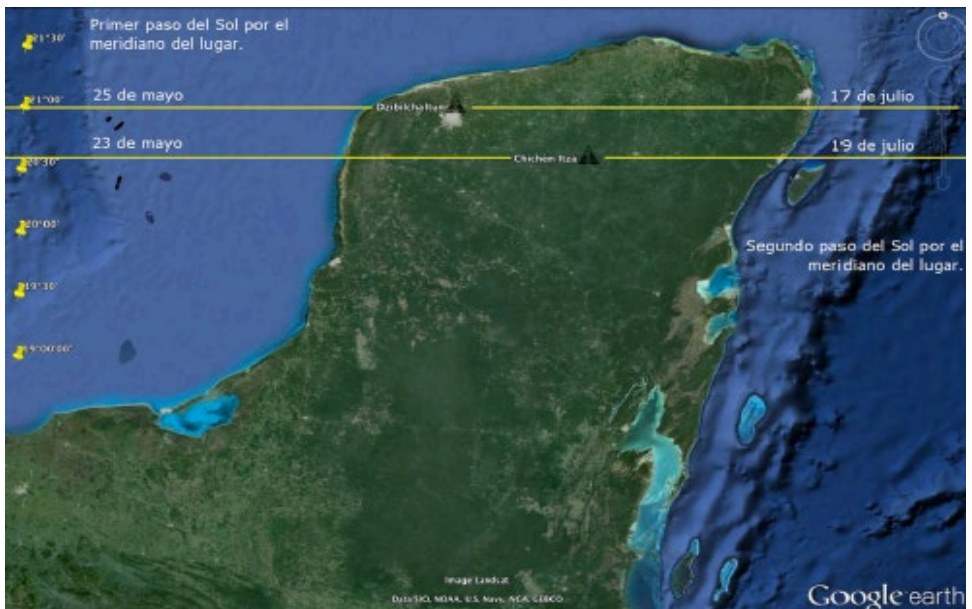 Primer paso del Sol por el
meridiano del lugar.
21°30'
25 de mayo
17 de julio
21°00'
Dzibilchaltun
23 de mayo
19 de julio
20°30'
Chichen Itza
20°00'
Segundo paso del Sol por el
meridiano del lugar.
19°30'
19°00'00"
Image Landsat
Data SIO, NOAA, U.S. Navy, NGA, GEBCO
Google earth